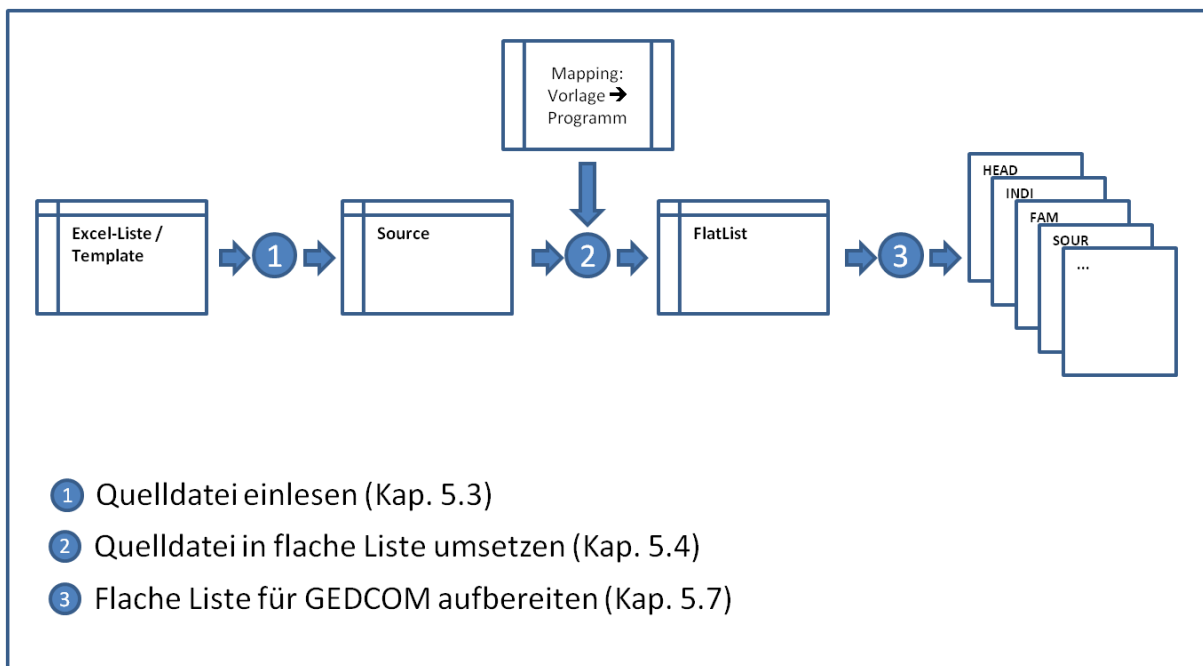 Mapping:
Vorlage ➔
Programm
Excel-Liste /
Template
1
Source
2
FlatList
3
HEAD
INDI
FAM
SOUR
...
1 Quelldatei einlesen (Kap. 5.3)
2 Quelldatei in flache Liste umsetzen (Kap. 5.4)
3 Flache Liste für GEDCOM aufbereiten (Kap. 5.7)